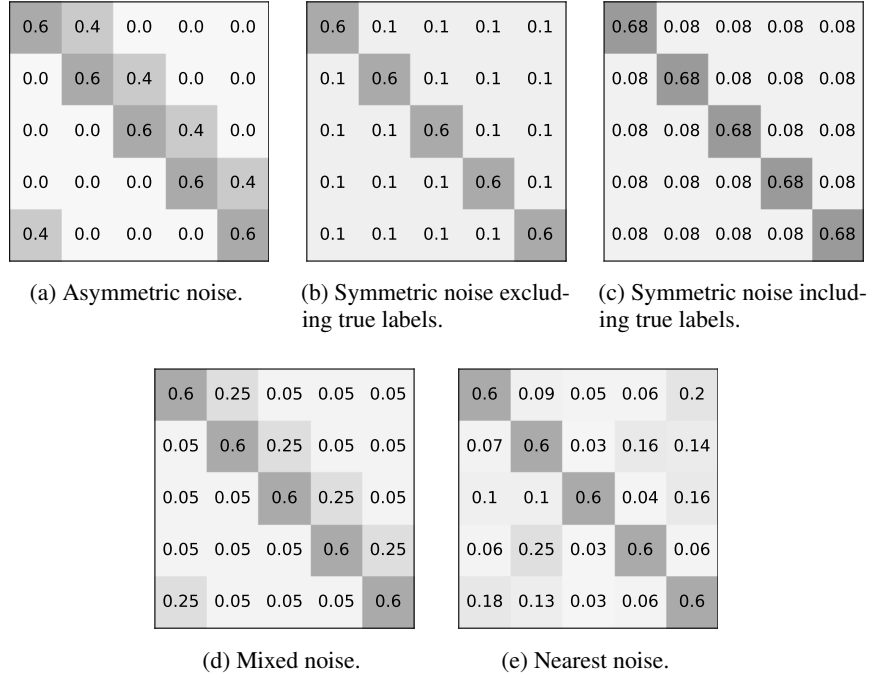 0.6 0.4 0.0 0.0 0.0
0.0 0.6 0.4 0.0 0.0
0.0 0.0 0.6 0.4 0.0
0.0 0.0 0.0 0.6 0.4
0.4 0.0 0.0 0.0 0.6
(a) Asymmetric noise.
0.6 0.1 0.1 0.1 0.1
0.1 0.6 0.1 0.1 0.1
0.1 0.1 0.6 0.1 0.1
0.1 0.1 0.1 0.6 0.1
0.1 0.1 0.1 0.1 0.6
(b) Symmetric noise exclud-
ing true labels.
0.68 0.08 0.08 0.08 0.08
0.08 0.68 0.08 0.08 0.08
0.08 0.08 0.68 0.08 0.08
0.08 0.08 0.08 0.68 0.08
0.08 0.08 0.08 0.08 0.68
(c) Symmetric noise includ-
ing true labels.
0.6 0.25 0.05 0.05 0.05
0.05 0.6 0.25 0.05 0.05
0.05 0.05 0.6 0.25 0.05
0.05 0.05 0.05 0.6 0.25
0.25 0.05 0.05 0.05 0.6
(d) Mixed noise.
0.6 0.09 0.05 0.06 0.2
0.07 0.6 0.03 0.16 0.14
0.1 0.1 0.6 0.04 0.16
0.06 0.25 0.03 0.6 0.06
0.18 0.13 0.03 0.06 0.6
(e) Nearest noise.